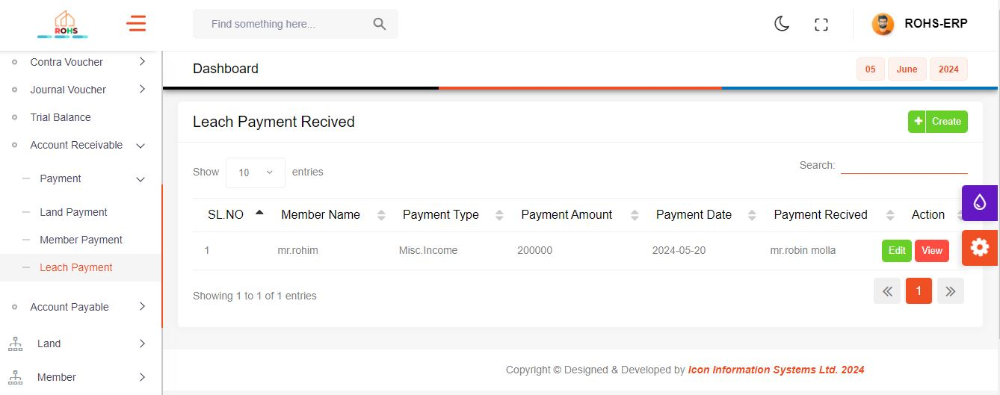 ROHS
Find something here...
ROHS-ERP
Contra Voucher
Journal Voucher
Trial Balance
Account Receivable
Payment
Land Payment
Member Payment
Leach Payment
Account Payable
Land
Member
Dashboard
05 June 2024
Leach Payment Recived
+ Create
Show 10 entries
Search:
SL.NO Member Name Payment Type Payment Amount Payment Date Payment Recived Action
1 mr.rohim Misc.Income 200000 2024-05-20 mr.robin molla Edit View
Showing 1 to 1 of 1 entries
« 1 »
Copyright © Designed & Developed by Icon Information Systems Ltd. 2024